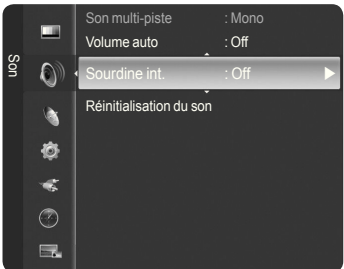 Son
Son multi-piste : Mono
Volume auto : Off
Sourdine int. : Off
Réinitialisation du son